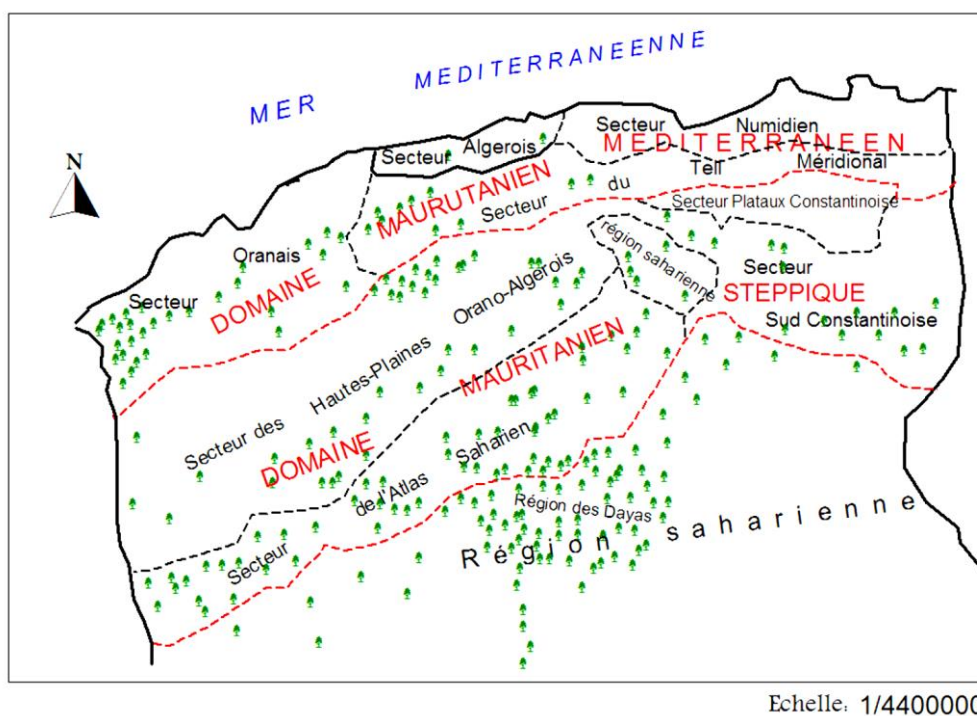 MER MEDITERRANEENNE
N
Secteur Algerois
Secteur Numidien
DOMAINE MAURUTANIEN MEDITERRANEEN
Secteur du Tell Méridional
Secteur Oranais
Secteur Plataux Constantinoise
région saharienne
Secteur des Hautes-Plaines Orano-Algerois
Secteur
Sud Constantinoise
DOMAINE MAURITANIEN STEPPIQUE
Secteur de l'Atlas Saharien
Région des Dayas
Région saharienne
Echelle: 1/4400000